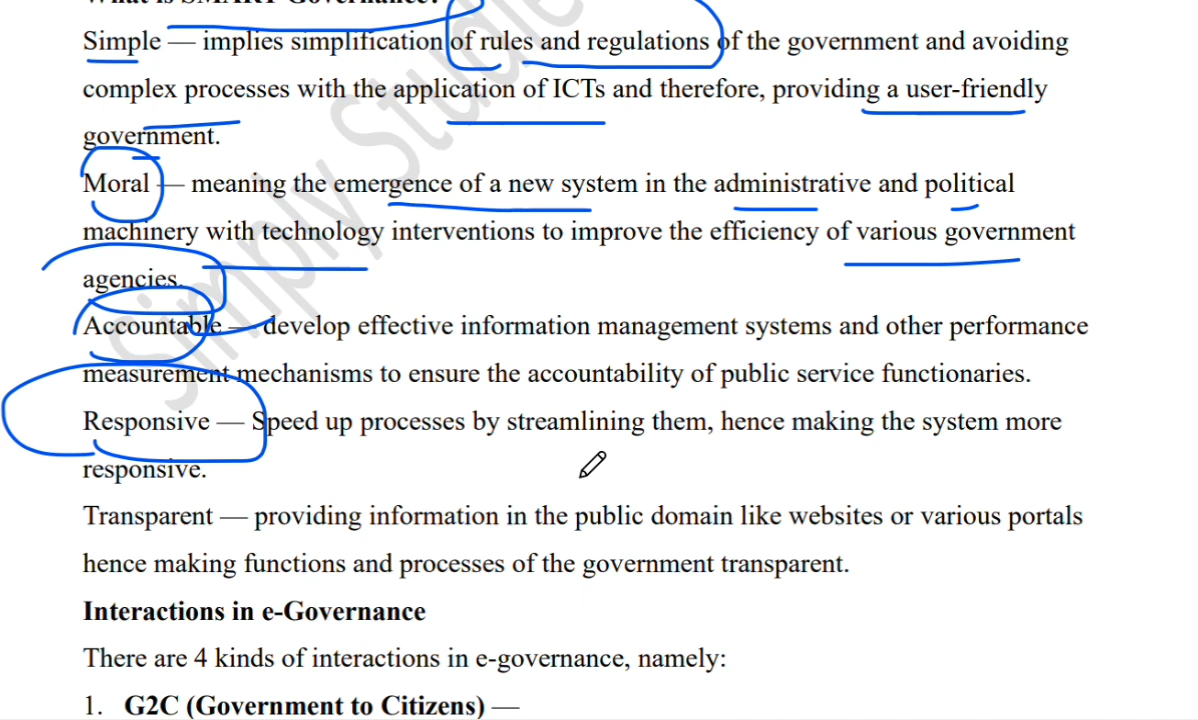 What is SMART Governance?
Simple — implies simplification of rules and regulations of the government and avoiding
complex processes with the application of ICTs and therefore, providing a user-friendly
government.
Moral — meaning the emergence of a new system in the administrative and political
machinery with technology interventions to improve the efficiency of various government
agencies.
Accountable — develop effective information management systems and other performance
measurement mechanisms to ensure the accountability of public service functionaries.
Responsive — Speed up processes by streamlining them, hence making the system more
responsive.
Transparent — providing information in the public domain like websites or various portals
hence making functions and processes of the government transparent.
Interactions in e-Governance
There are 4 kinds of interactions in e-governance, namely:
1. G2C (Government to Citizens) —
Simply Studies